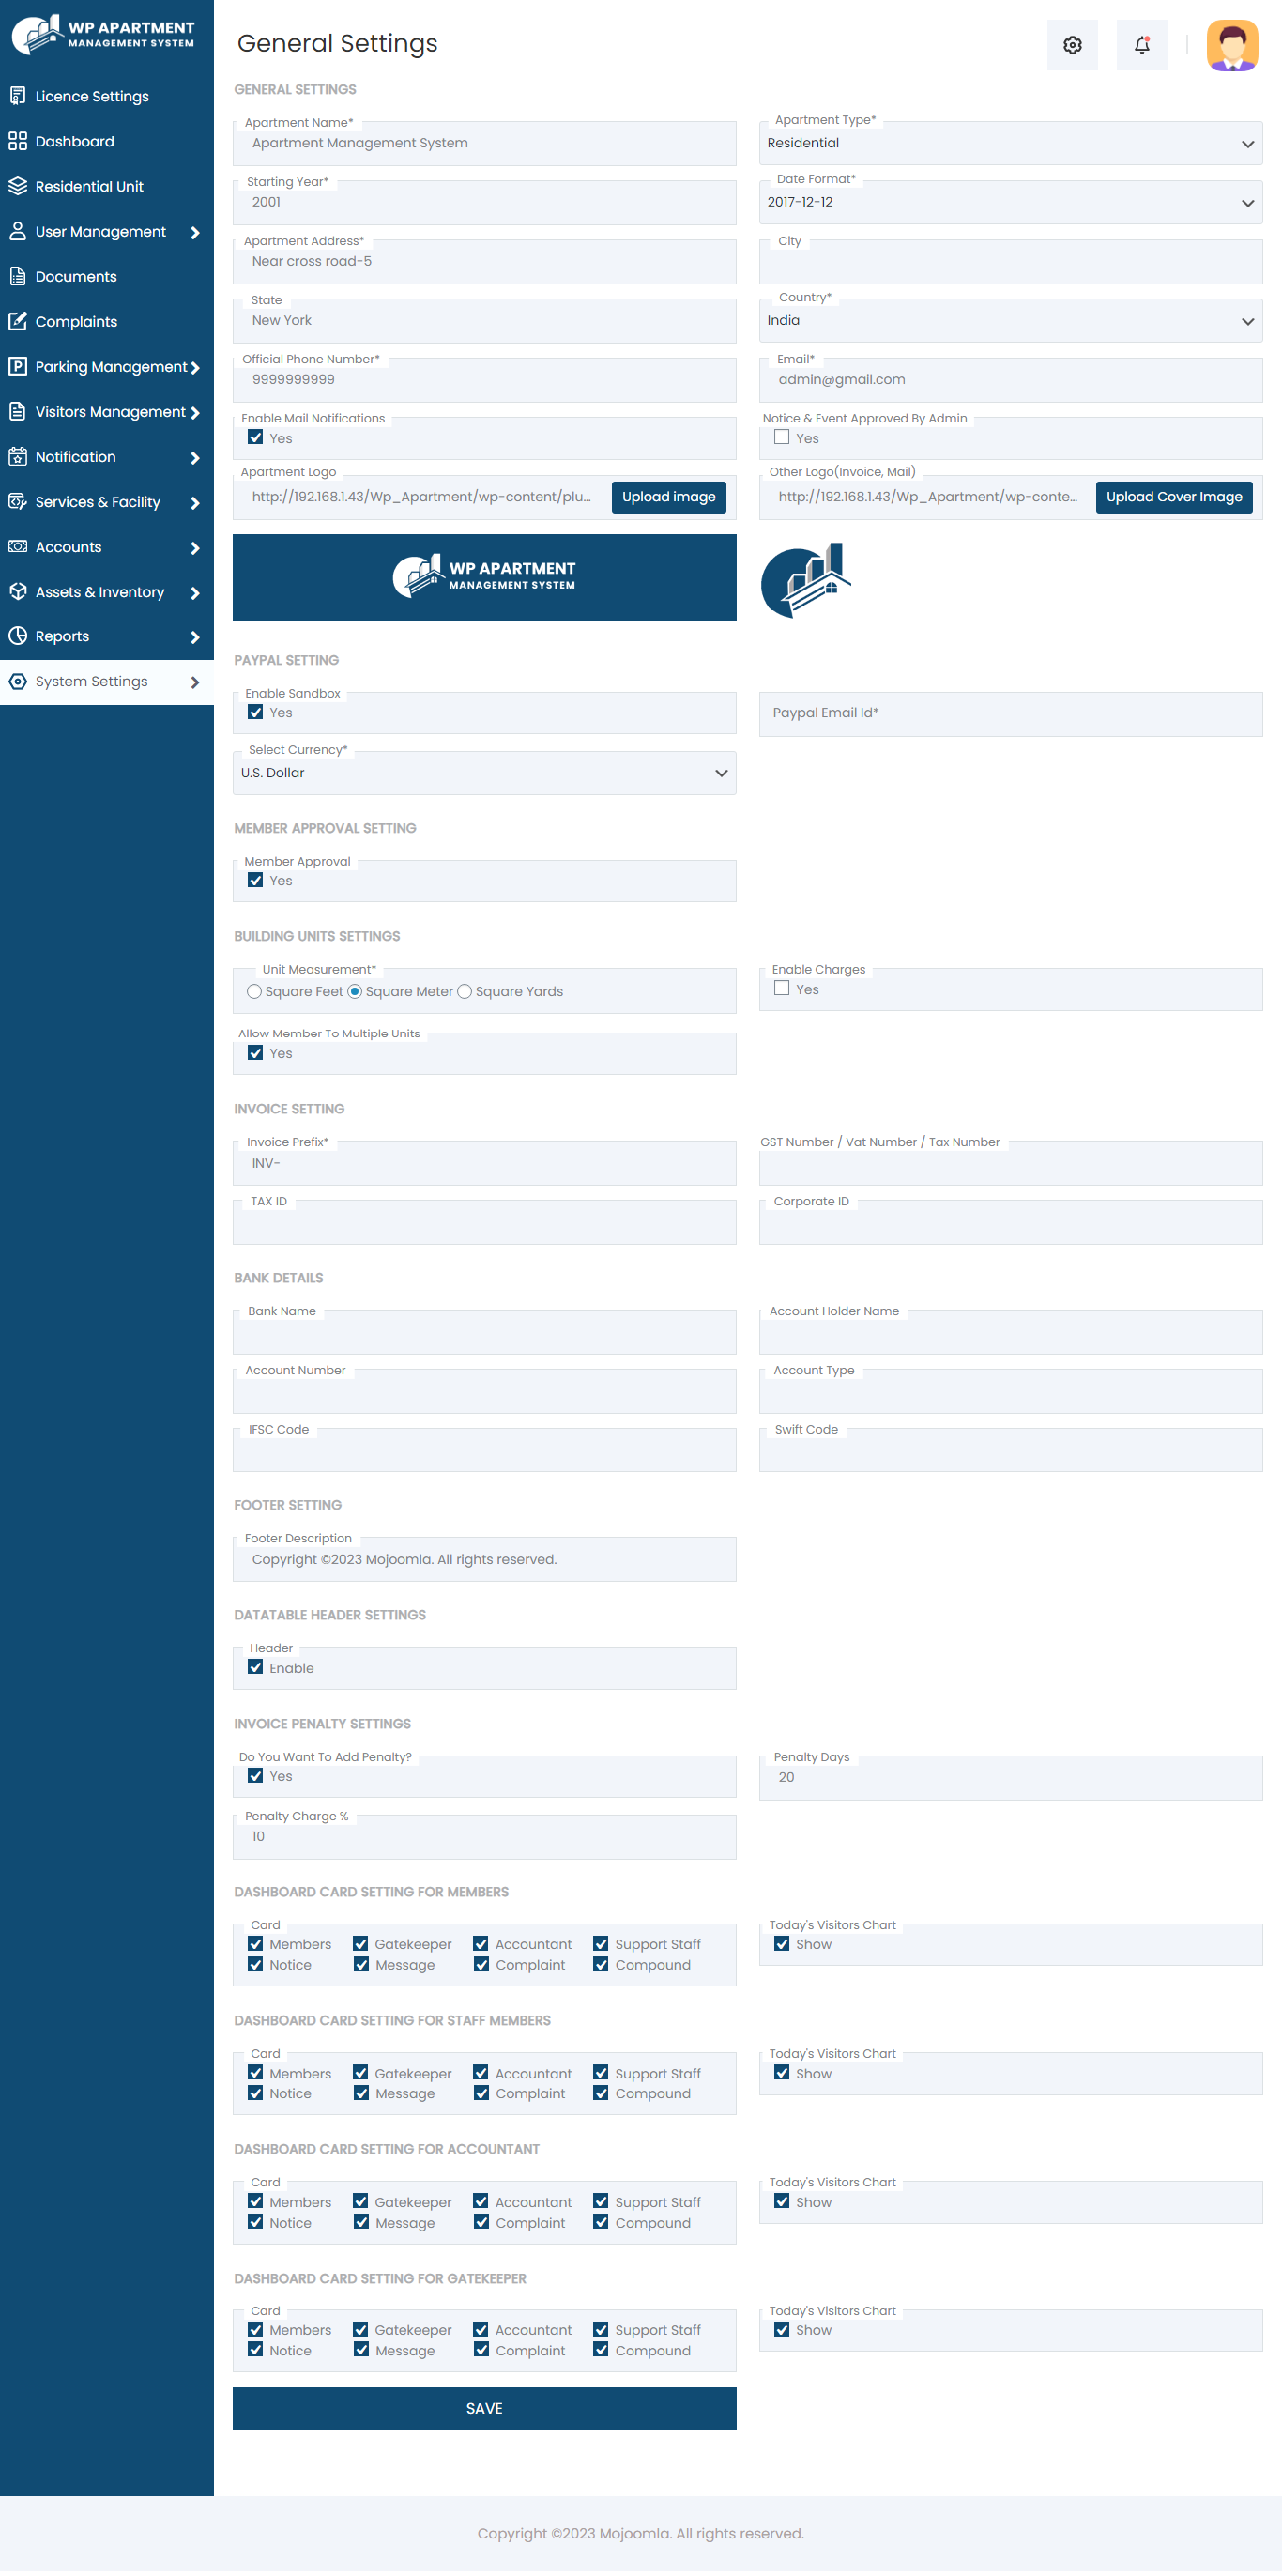 WP APARTMENT
MANAGEMENT SYSTEM
Licence Settings
Dashboard
Residential Unit
User Management
Documents
Complaints
Parking Management
Visitors Management
Notification
Services & Facility
Accounts
Assets & Inventory
Reports
System Settings
General Settings
GENERAL SETTINGS
Apartment Name*
Apartment Management System
Apartment Type*
Residential
Starting Year*
2001
Date Format*
2017-12-12
Apartment Address*
Near cross road-5
City
State
New York
Country*
India
Official Phone Number*
9999999999
Email*
admin@gmail.com
Enable Mail Notifications
Yes
Notice & Event Approved By Admin
Yes
Apartment Logo
http://192.168.1.43/Wp_Apartment/wp-content/plu... Upload image
Other Logo(Invoice, Mail)
http://192.168.1.43/Wp_Apartment/wp-conte... Upload Cover Image
WP APARTMENT
MANAGEMENT SYSTEM
PAYPAL SETTING
Enable Sandbox
Yes
Paypal Email Id*
Select Currency*
U.S. Dollar
MEMBER APPROVAL SETTING
Member Approval
Yes
BUILDING UNITS SETTINGS
Unit Measurement*
Square Feet Square Meter Square Yards
Enable Charges
Yes
Allow Member To Multiple Units
Yes
INVOICE SETTING
Invoice Prefix*
INV-
GST Number / Vat Number / Tax Number
TAX ID
Corporate ID
BANK DETAILS
Bank Name
Account Holder Name
Account Number
Account Type
IFSC Code
Swift Code
FOOTER SETTING
Footer Description
Copyright ©2023 Mojoomla. All rights reserved.
DATATABLE HEADER SETTINGS
Header
Enable
INVOICE PENALTY SETTINGS
Do You Want To Add Penalty?
Yes
Penalty Days
20
Penalty Charge %
10
DASHBOARD CARD SETTING FOR MEMBERS
Card
Members Gatekeeper Accountant Support Staff
Notice Message Complaint Compound
Today's Visitors Chart
Show
DASHBOARD CARD SETTING FOR STAFF MEMBERS
Card
Members Gatekeeper Accountant Support Staff
Notice Message Complaint Compound
Today's Visitors Chart
Show
DASHBOARD CARD SETTING FOR ACCOUNTANT
Card
Members Gatekeeper Accountant Support Staff
Notice Message Complaint Compound
Today's Visitors Chart
Show
DASHBOARD CARD SETTING FOR GATEKEEPER
Card
Members Gatekeeper Accountant Support Staff
Notice Message Complaint Compound
Today's Visitors Chart
Show
SAVE
Copyright ©2023 Mojoomla. All rights reserved.